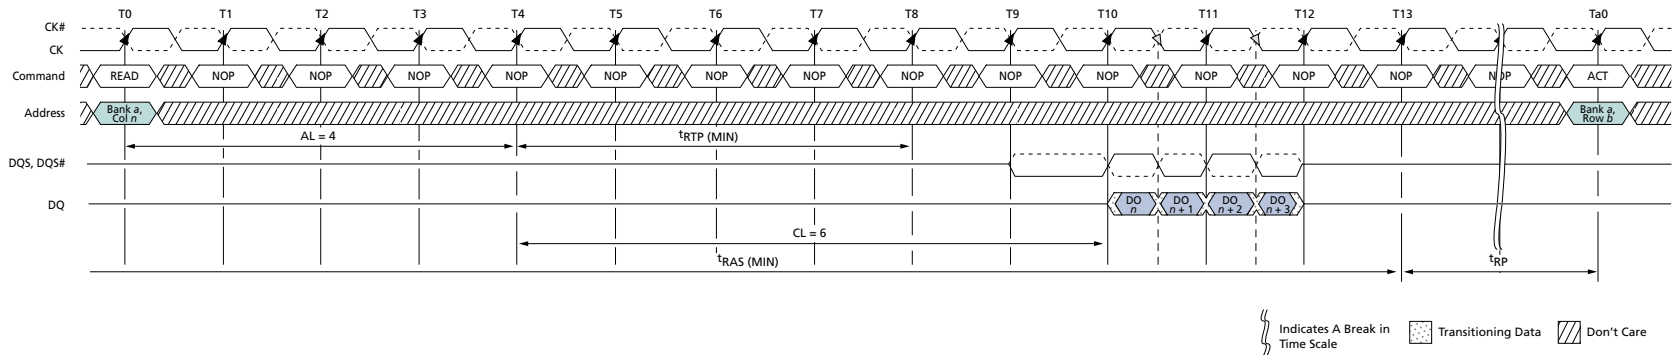 T0 T1 T2 T3 T4 T5 T6 T7 T8 T9 T10 T11 T12 T13 Ta0
CK#
CK
Command READ NOP NOP NOP NOP NOP NOP NOP NOP NOP NOP NOP NOP NOP NOP ACT
Address Bank a, Bank a,
Col n Row b
AL = 4 tRTP (MIN)
DQS, DQS#
DQ DO DO DO DO
n n + 1 n + 2 n + 3
CL = 6
tRAS (MIN) tRP
Indicates A Break in Transitioning Data Don't Care
Time Scale